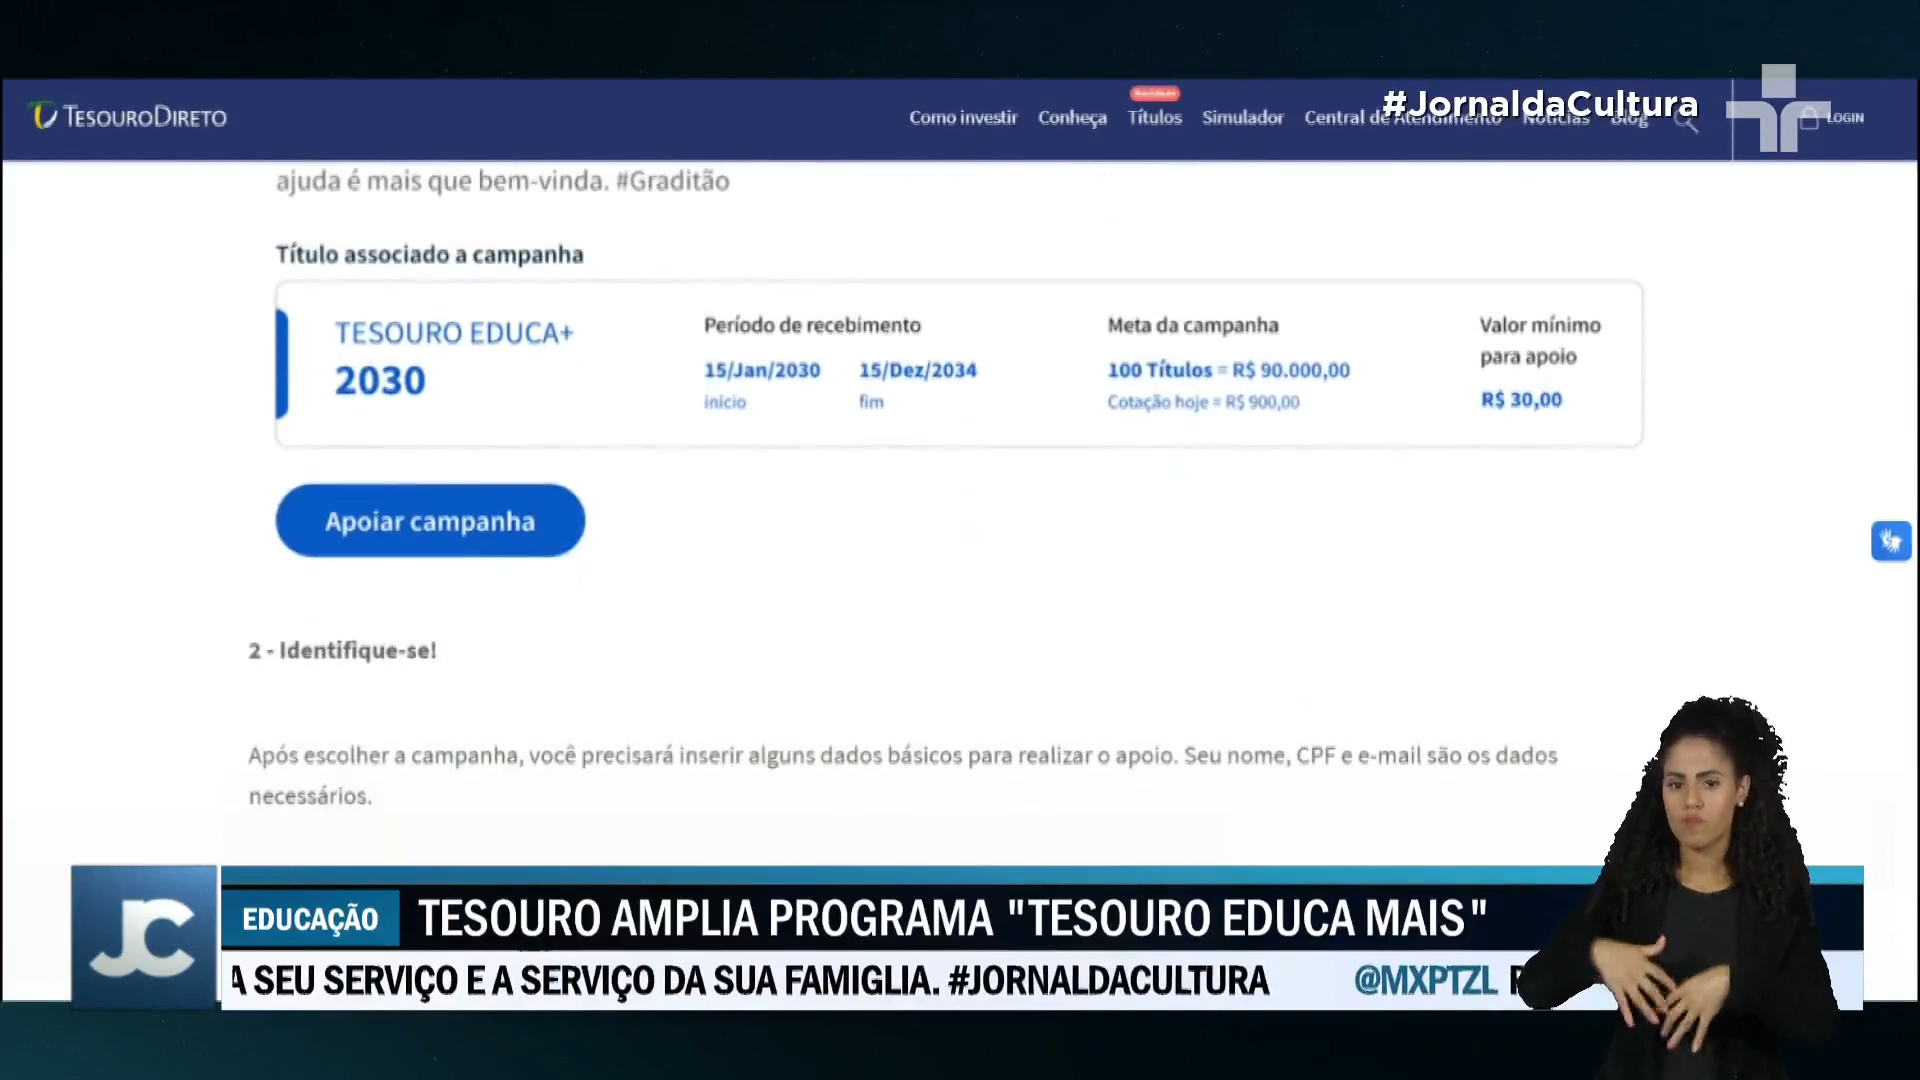 TESOURODIRETO
Como investir Conheça Títulos Simulador Central de Atendimento Notícias Blog LOGIN
#JornaldaCultura
ajuda é mais que bem-vinda. #Graditão
Título associado a campanha
TESOURO EDUCA+
2030
Período de recebimento
15/Jan/2030 15/Dez/2034
início fim
Meta da campanha
100 Títulos = R$ 90.000,00
Cotação hoje = R$ 900,00
Valor mínimo
para apoio
R$ 30,00
Apoiar campanha
2 - Identifique-se!
Após escolher a campanha, você precisará inserir alguns dados básicos para realizar o apoio. Seu nome, CPF e e-mail são os dados
necessários.
JC
EDUCAÇÃO
TESOURO AMPLIA PROGRAMA "TESOURO EDUCA MAIS"
A SEU SERVIÇO E A SERVIÇO DA SUA FAMIGLIA. #JORNALDACULTURA @MXPTZL